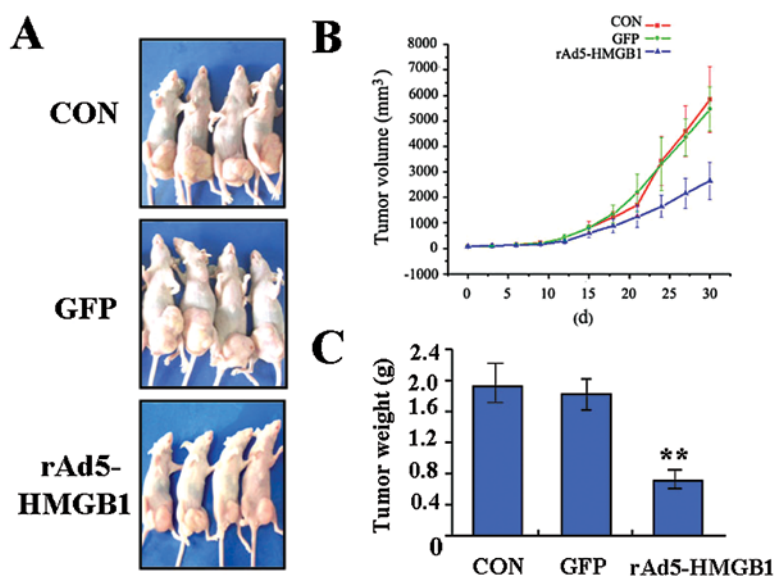 A
CON
GFP
rAd5-
HMGB1
B
CON
GFP
rAd5-HMGB1
Tumor volume (mm³)
8000
7000
6000
5000
4000
3000
2000
1000
0
-1000
0 5 10 15 21 25 30
(d)
C
Tumor weight (g)
2.4
2.0
1.6
1.2
0.8
0.4
0
**
CON GFP rAd5-HMGB1